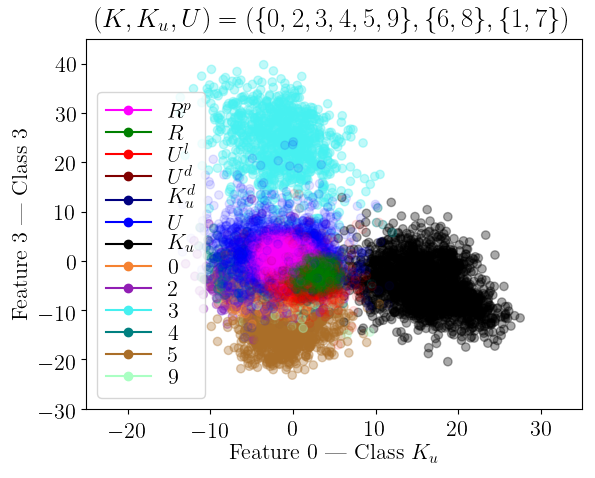 (K, K_u, U) = ({0, 2, 3, 4, 5, 9}, {6, 8}, {1, 7})
Feature 3 — Class 3
40
30
20
10
0
−10
−20
−30
R^p
R
U^l
U^d
K_u^d
U
K_u
0
2
3
4
5
9
−20 −10 0 10 20 30
Feature 0 — Class K_u